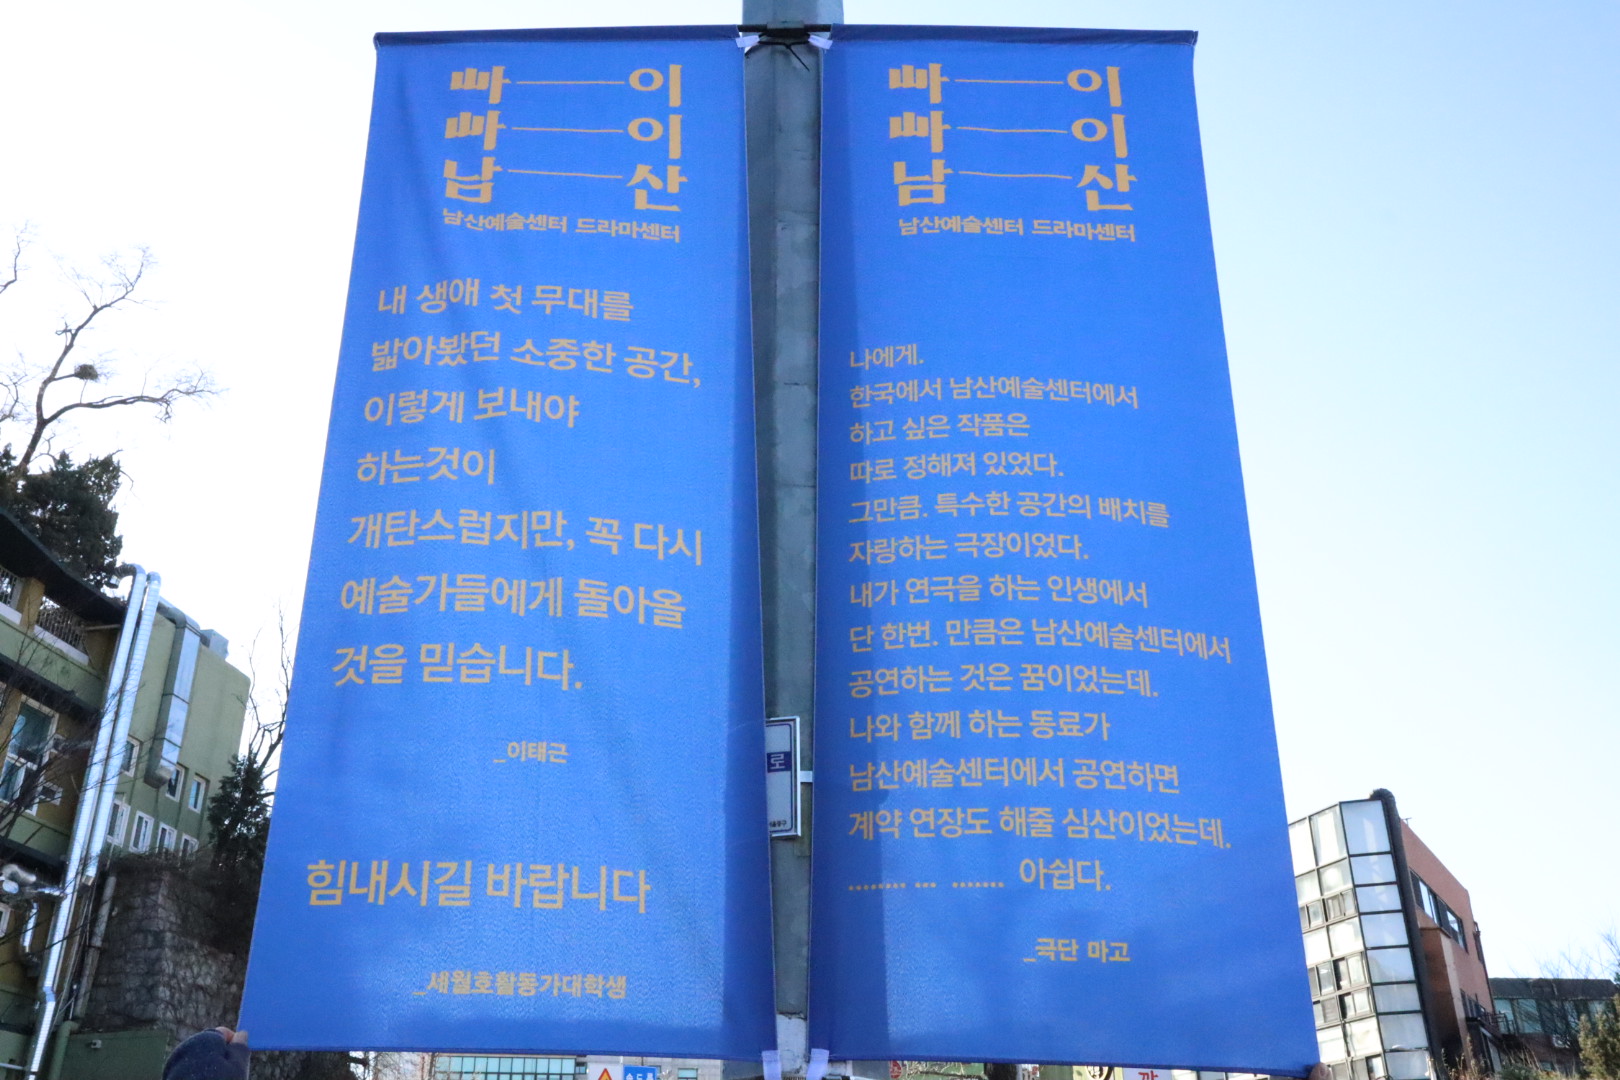 빠이
빠이
남산
남산예술센터 드라마센터
내 생애 첫 무대를
밟아봤던 소중한 공간,
이렇게 보내야
하는것이
개탄스럽지만, 꼭 다시
예술가들에게 돌아올
것을 믿습니다.
_이태근
힘내시길 바랍니다
_세월호활동가대학생
빠이
빠이
남산
남산예술센터 드라마센터
나에게.
한국에서 남산예술센터에서
하고 싶은 작품은
따로 정해져 있었다.
그만큼. 특수한 공간의 배치를
자랑하는 극장이었다.
내가 연극을 하는 인생에서
단 한번. 만큼은 남산예술센터에서
공연하는 것은 꿈이었는데.
나와 함께 하는 동료가
남산예술센터에서 공연하면
계약 연장도 해줄 심산이었는데.
......... ... ........ 아쉽다.
_극단 마고
로